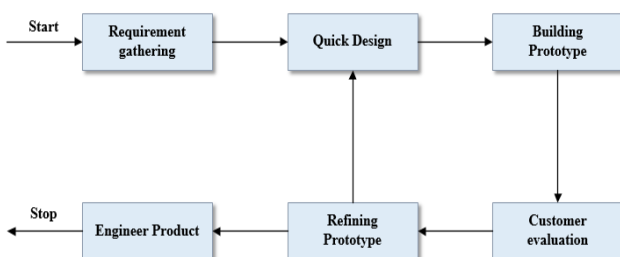 Start
Requirement
gathering
Quick Design
Building
Prototype
Stop
Engineer Product
Refining
Prototype
Customer
evaluation